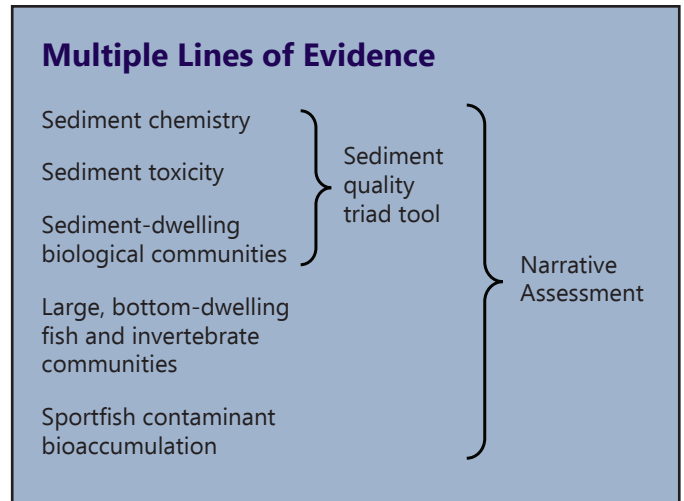 Multiple Lines of Evidence
Sediment chemistry
Sediment toxicity
Sediment-dwelling
biological communities
Large, bottom-dwelling
fish and invertebrate
communities
Sportfish contaminant
bioaccumulation
Sediment
quality
triad tool
Narrative
Assessment